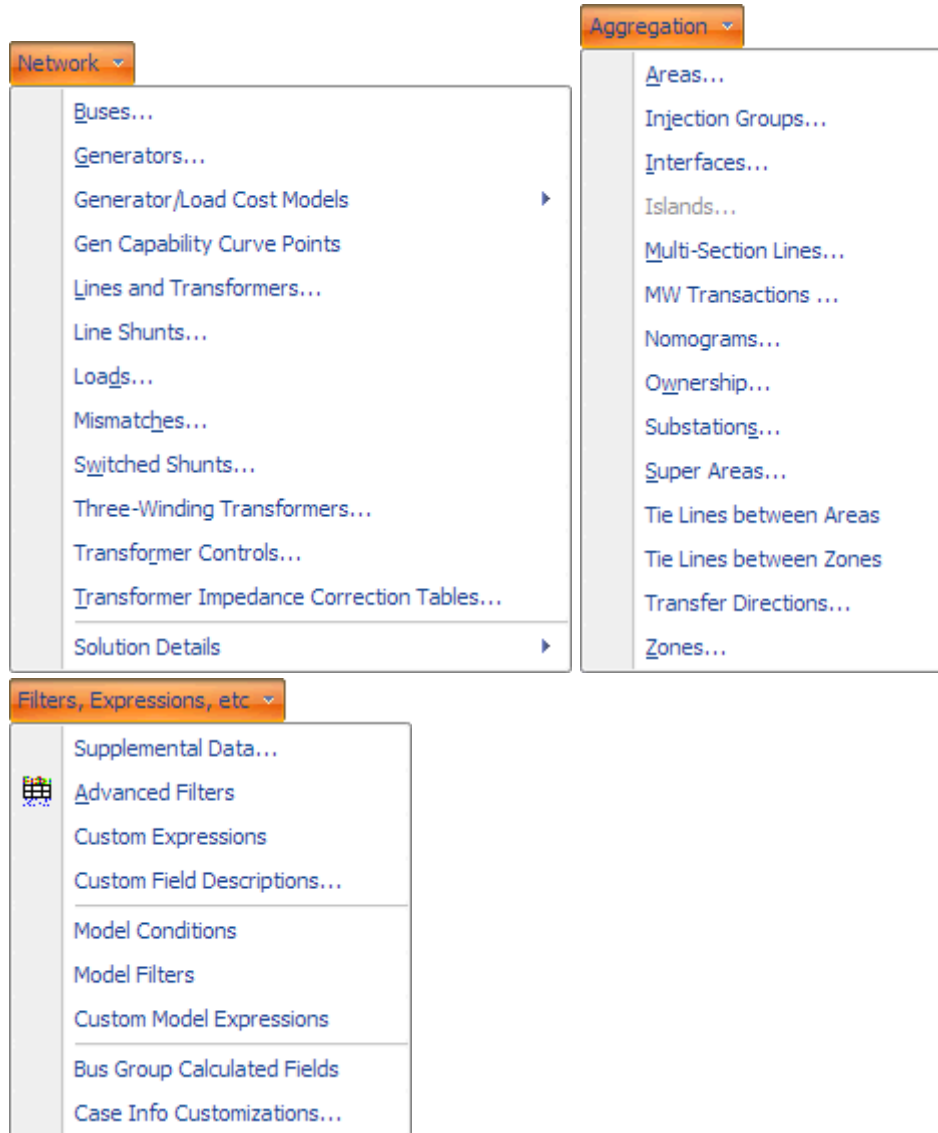 Network
Buses...
Generators...
Generator/Load Cost Models
Gen Capability Curve Points
Lines and Transformers...
Line Shunts...
Loads...
Mismatches...
Switched Shunts...
Three-Winding Transformers...
Transformer Controls...
Transformer Impedance Correction Tables...
Solution Details
Aggregation
Areas...
Injection Groups...
Interfaces...
Islands...
Multi-Section Lines...
MW Transactions ...
Nomograms...
Ownership...
Substations...
Super Areas...
Tie Lines between Areas
Tie Lines between Zones
Transfer Directions...
Zones...
Filters, Expressions, etc
Supplemental Data...
Advanced Filters
Custom Expressions
Custom Field Descriptions...
Model Conditions
Model Filters
Custom Model Expressions
Bus Group Calculated Fields
Case Info Customizations...